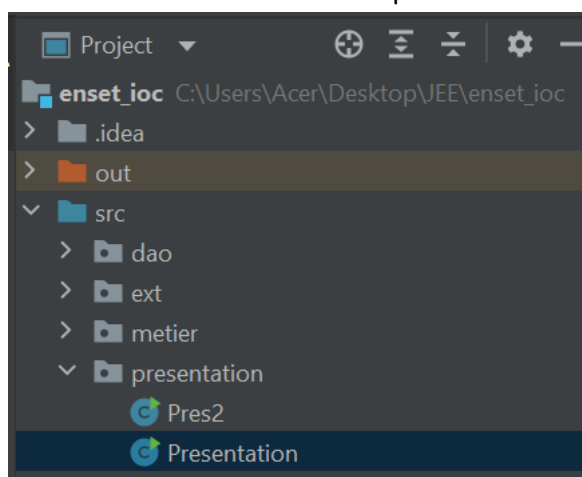 Project
enset_ioc C:\Users\Acer\Desktop\JEE\enset_ioc
.idea
out
src
dao
ext
metier
presentation
Pres2
Presentation